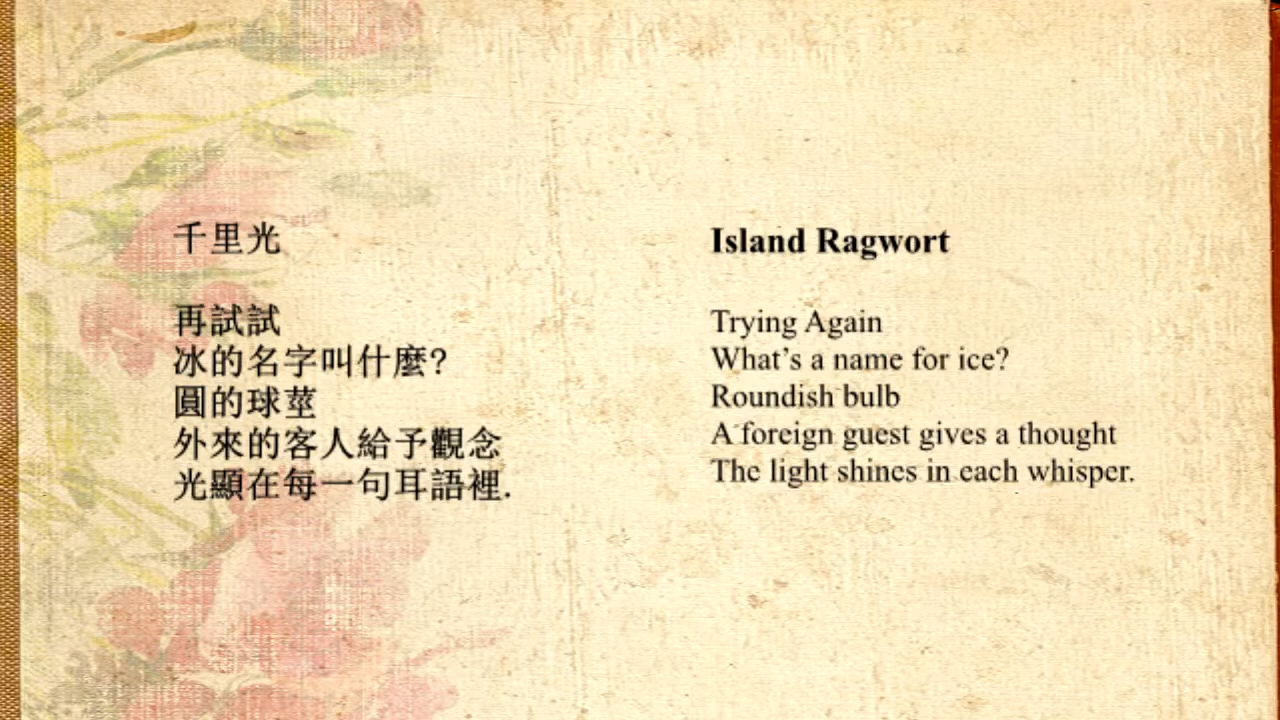 千里光
再試試
冰的名字叫什麼?
圓的球莖
外來的客人給予觀念
光顯在每一句耳語裡.
Island Ragwort
Trying Again
What's a name for ice?
Roundish bulb
A foreign guest gives a thought
The light shines in each whisper.